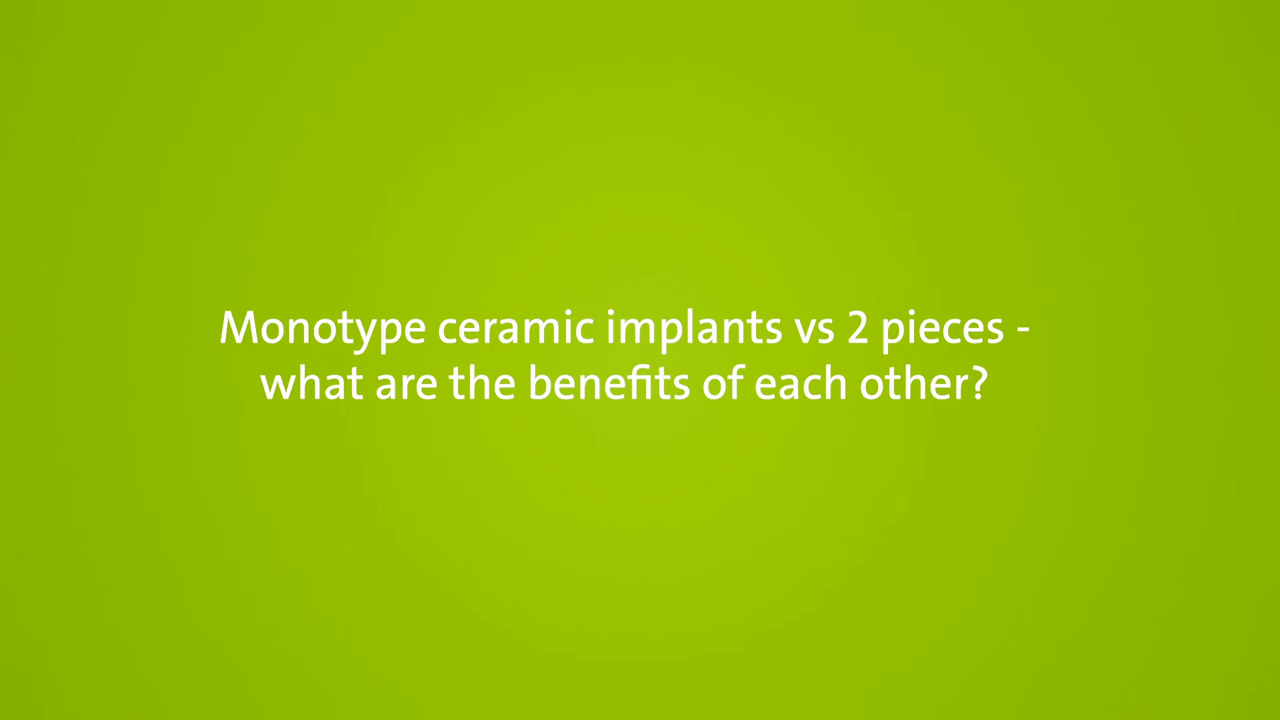 Monotype ceramic implants vs 2 pieces -
what are the benefits of each other?